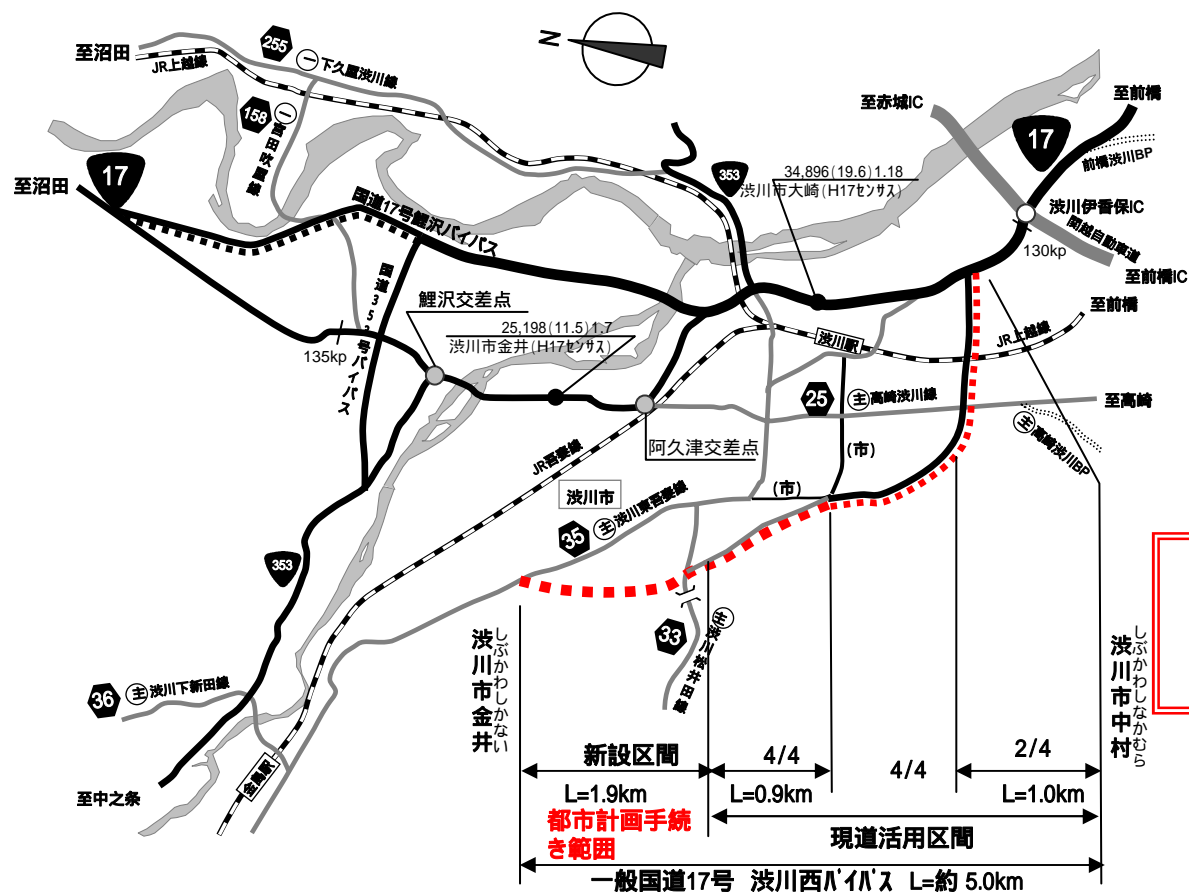 至沼田
JR上越線
255
一 下久屋渋川線
N
158
一
宮田吹屋線
至沼田
17
国道17号鯉沢バイパス
国道353号バイパス
353
34,896(19.6)1.18
渋川市大崎(H17センサス)
至赤城IC
至前橋
17
前橋渋川BP
渋川伊香保IC
関越自動車道
130kp
至前橋IC
至前橋
JR上越線
鯉沢交差点
25,198(11.5)1.7
渋川市金井(H17センサス)
135kp
渋川駅
25
主 高崎渋川線
至高崎
主 高崎渋川BP
(市)
阿久津交差点
JR吾妻線
渋川市
(市)
35
主 渋川東吾妻線
353
33
主 渋川松井田線
36
主 渋川下新田線
金島駅
至中之条
渋川市金井
しぶかわしかない
渋川市中村
しぶかわしなかむら
新設区間
4/4
4/4
2/4
L=1.9km
L=0.9km
L=1.0km
都市計画手続
き範囲
現道活用区間
一般国道17号 渋川西バイパス L=約 5.0km